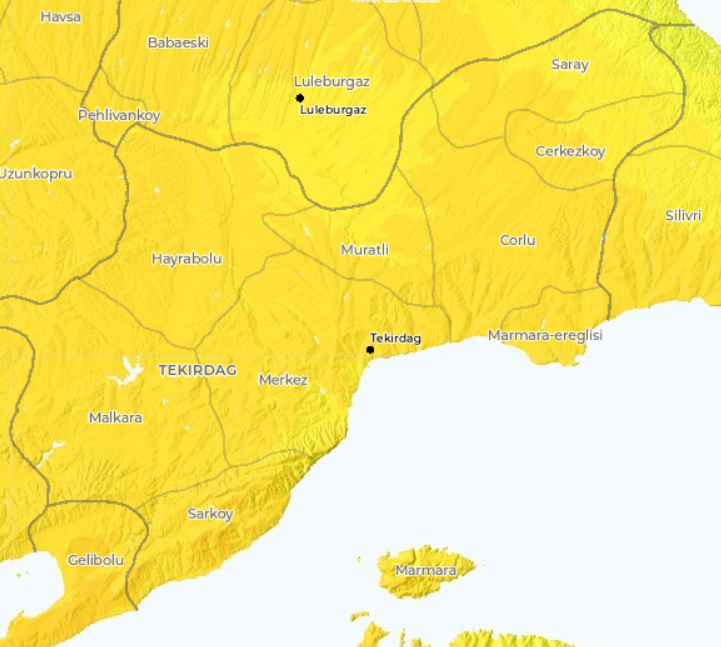 Havsa
Babaeski
Saray
Luleburgaz
Luleburgaz
Pehlivankoy
Cerkezkoy
Uzunkopru
Silivri
Corlu
Muratli
Hayrabolu
Marmara-ereglisi
Tekirdag
TEKIRDAG
Merkez
Malkara
Sarkoy
Gelibolu
Marmara